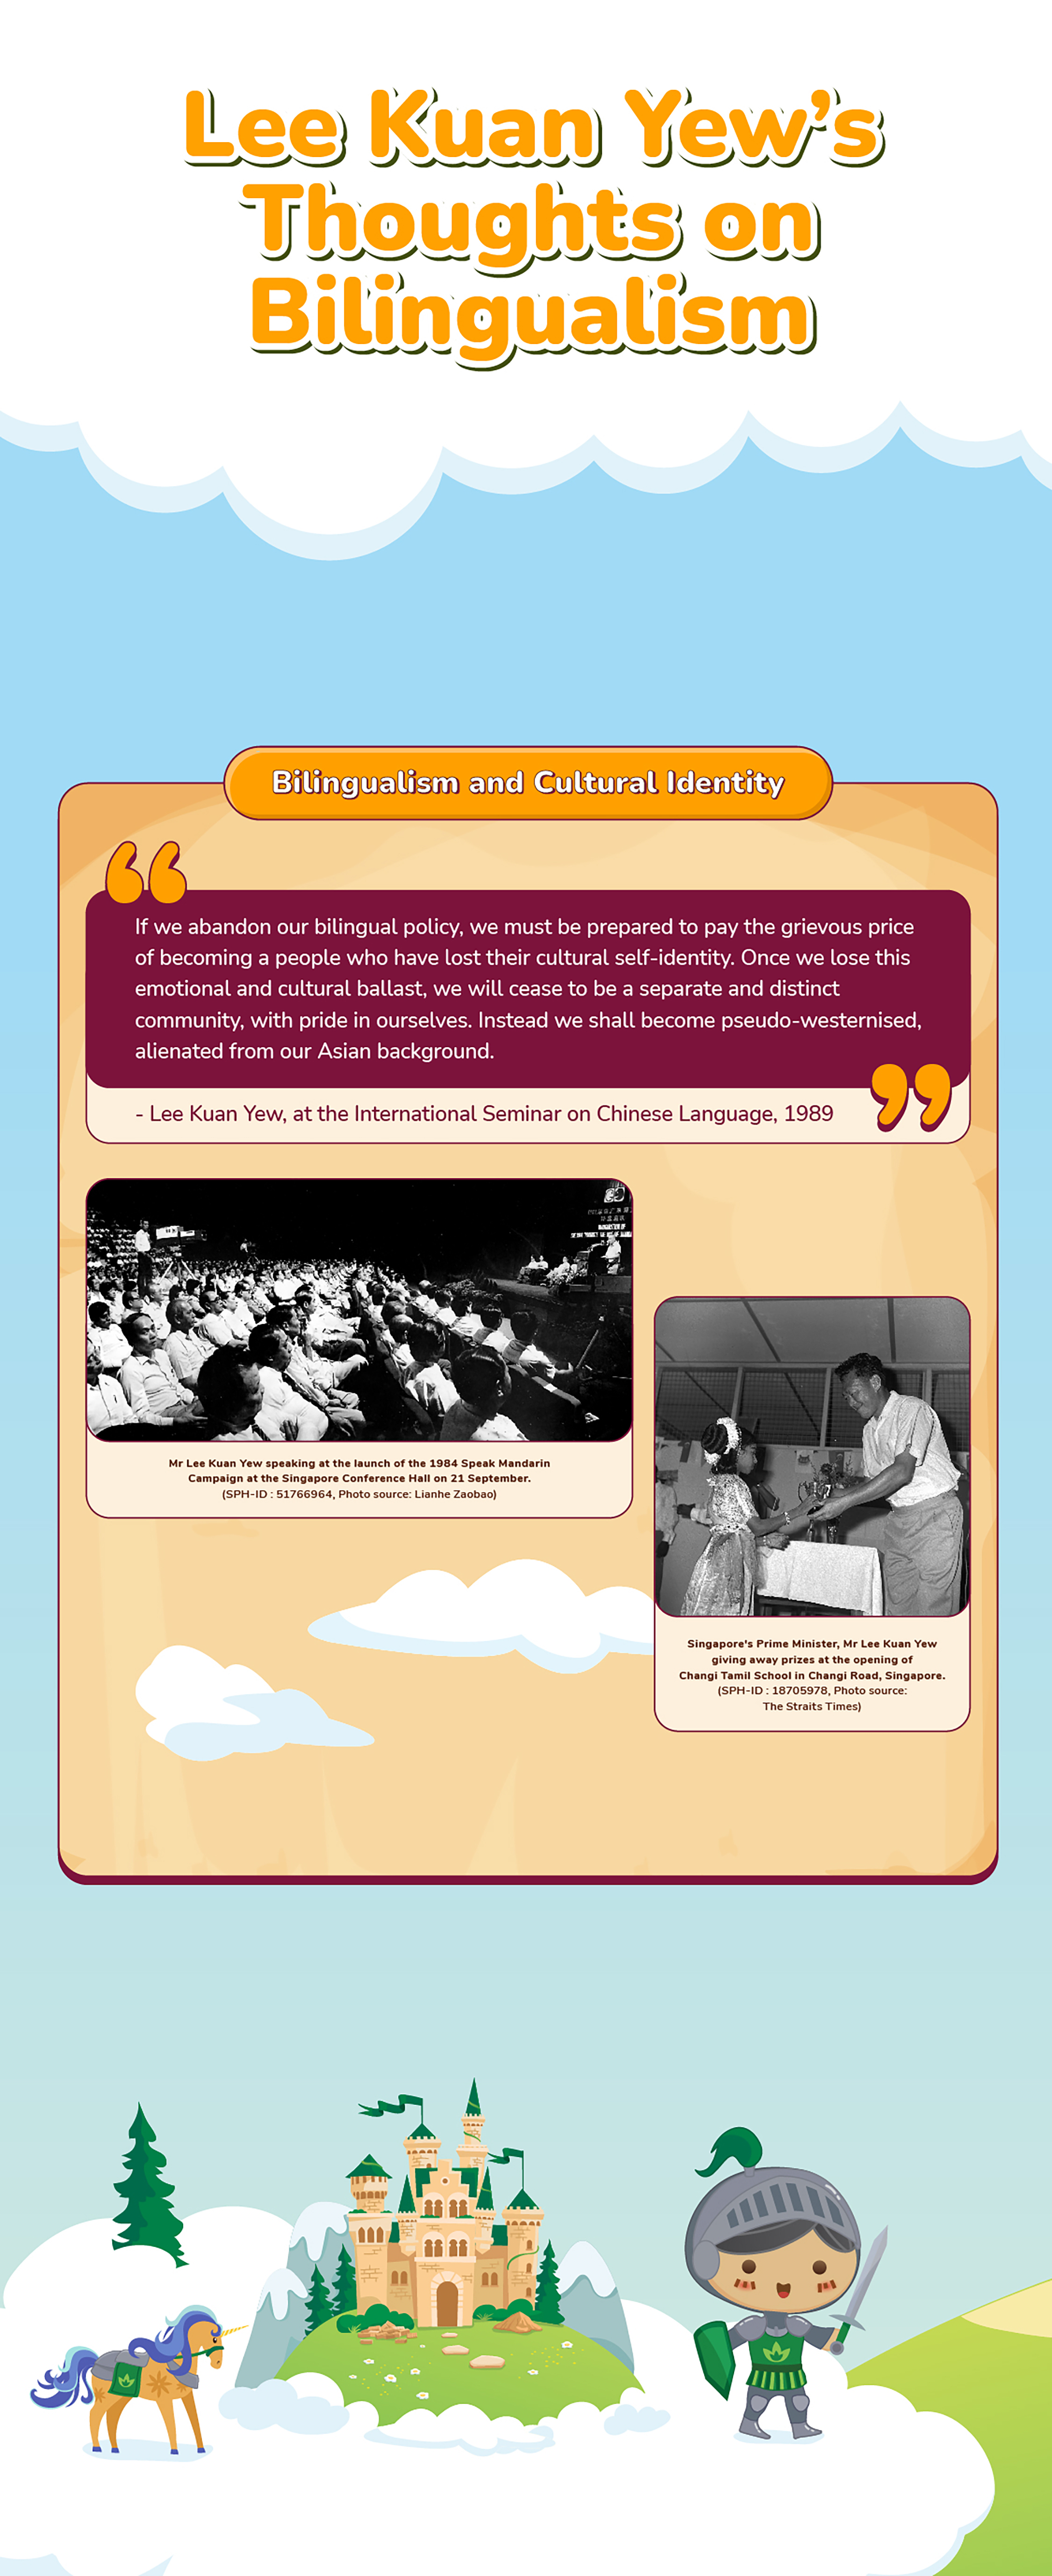 Lee Kuan Yew’s
Thoughts on
Bilingualism
Bilingualism and Cultural Identity
“
If we abandon our bilingual policy, we must be prepared to pay the grievous price
of becoming a people who have lost their cultural self-identity. Once we lose this
emotional and cultural ballast, we will cease to be a separate and distinct
community, with pride in ourselves. Instead we shall become pseudo-westernised,
alienated from our Asian background.
”
- Lee Kuan Yew, at the International Seminar on Chinese Language, 1989
Mr Lee Kuan Yew speaking at the launch of the 1984 Speak Mandarin
Campaign at the Singapore Conference Hall on 21 September.
(SPH-ID : 51766964, Photo source: Lianhe Zaobao)
Singapore's Prime Minister, Mr Lee Kuan Yew
giving away prizes at the opening of
Changi Tamil School in Changi Road, Singapore.
(SPH-ID : 18705978, Photo source:
The Straits Times)